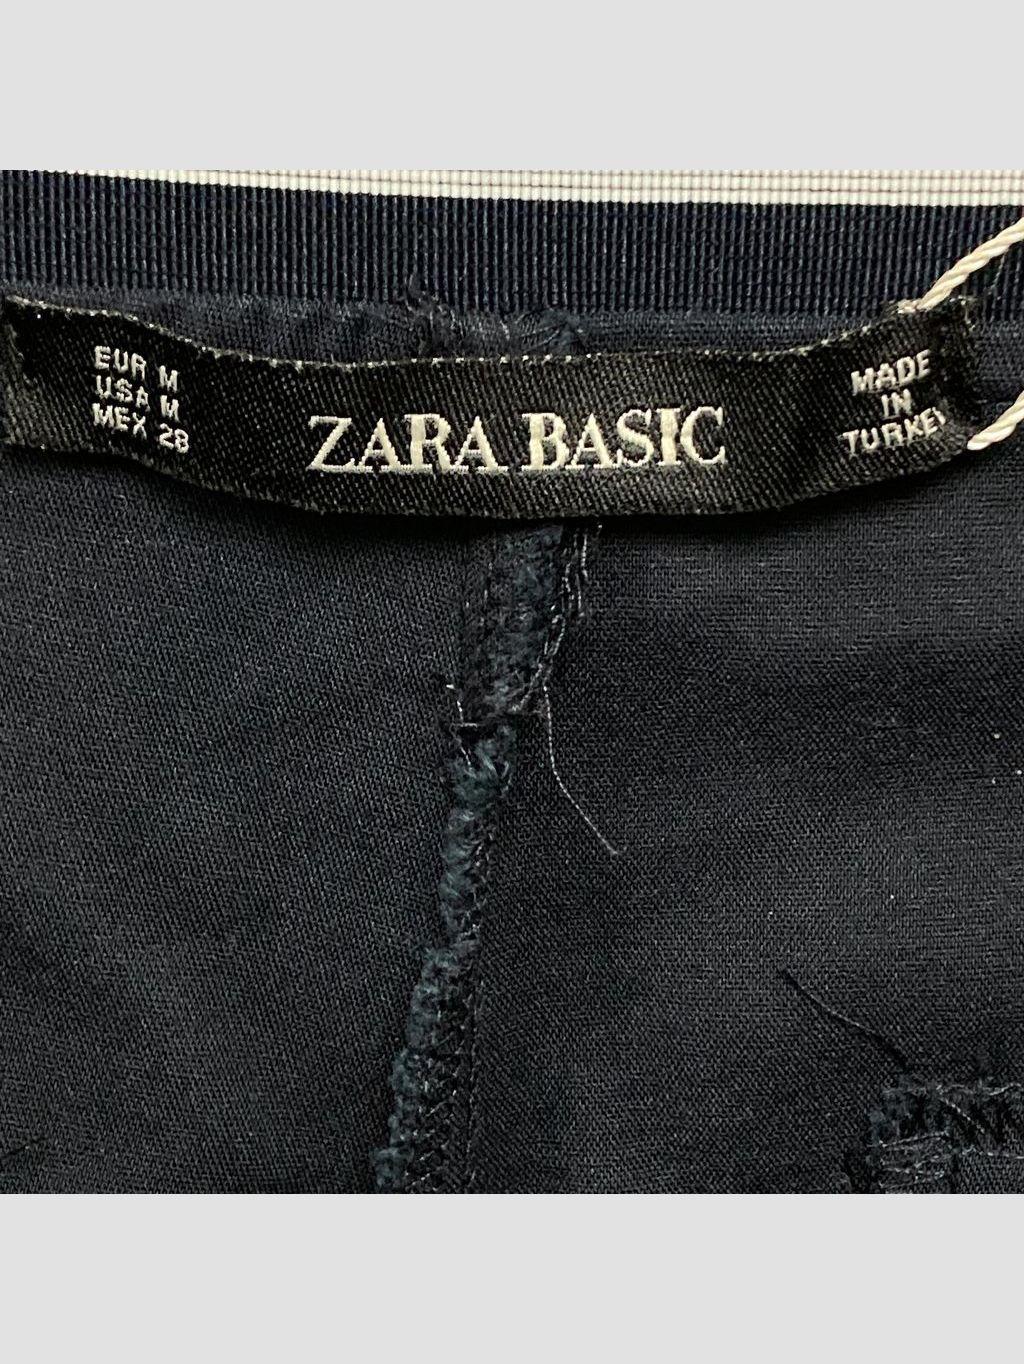 EUR M
USA M
MEX 28
ZARA BASIC
MADE
IN
TURKEY